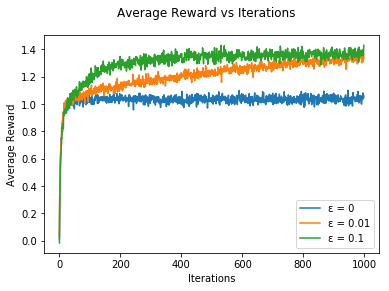 Average Reward vs Iterations
Average Reward
1.4
1.2
1.0
0.8
0.6
0.4
0.2
0.0
0
200
400
600
800
1000
Iterations
ε = 0
ε = 0.01
ε = 0.1